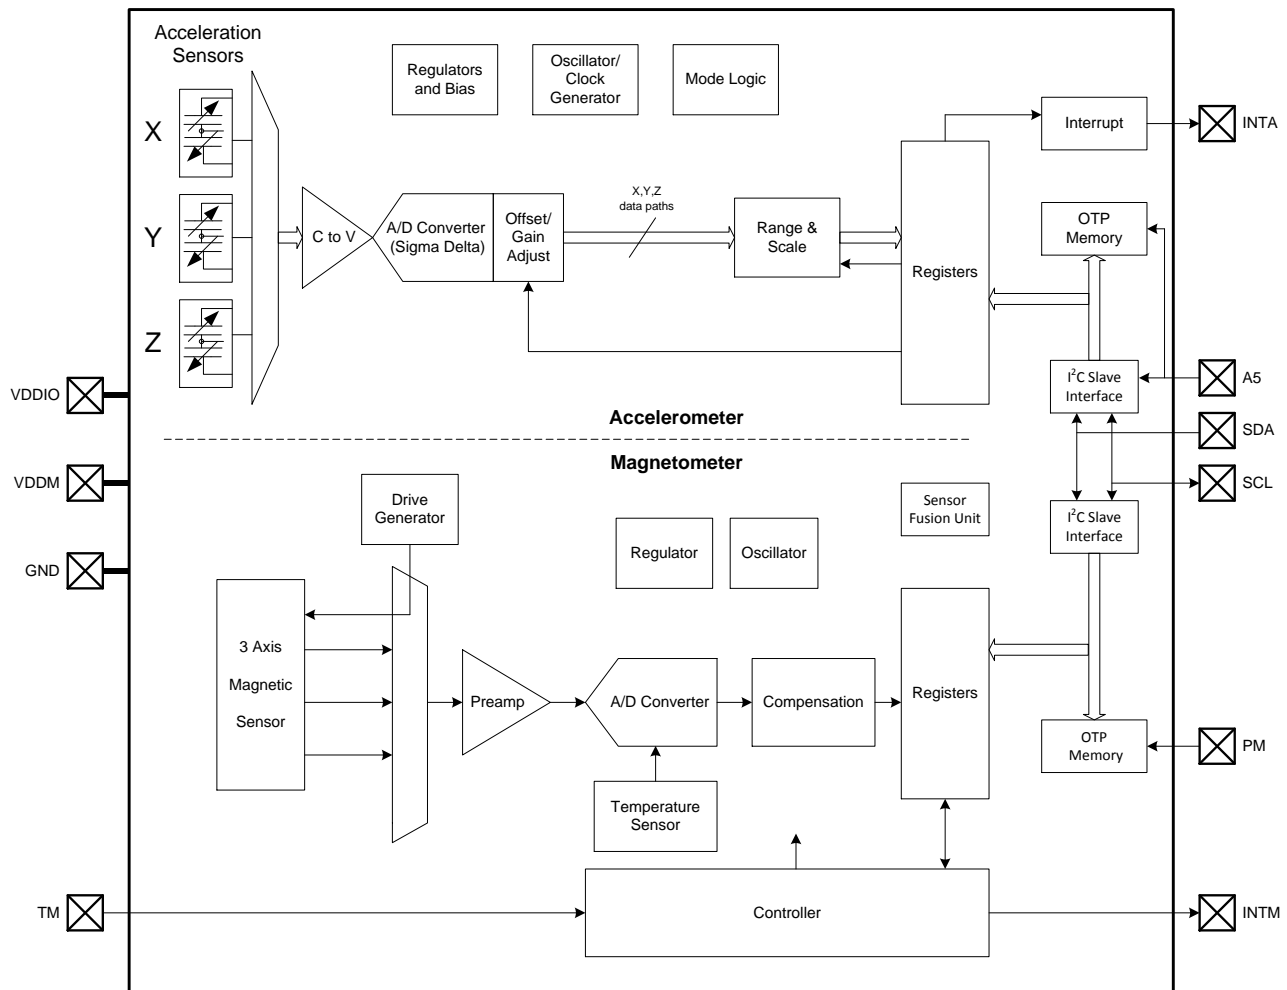 Acceleration
Sensors
Regulators
and Bias
Oscillator/
Clock
Generator
Mode Logic
Interrupt
INTA
X
Y
Z
C to V
A/D Converter
(Sigma Delta)
Offset/
Gain
Adjust
X,Y,Z
data paths
Range &
Scale
Registers
OTP
Memory
I²C Slave
Interface
A5
SDA
SCL
VDDIO
VDDM
GND
Accelerometer
Magnetometer
Drive
Generator
Regulator
Oscillator
Sensor
Fusion Unit
I²C Slave
Interface
3 Axis
Magnetic
Sensor
Preamp
A/D Converter
Compensation
Registers
OTP
Memory
PM
Temperature
Sensor
TM
Controller
INTM